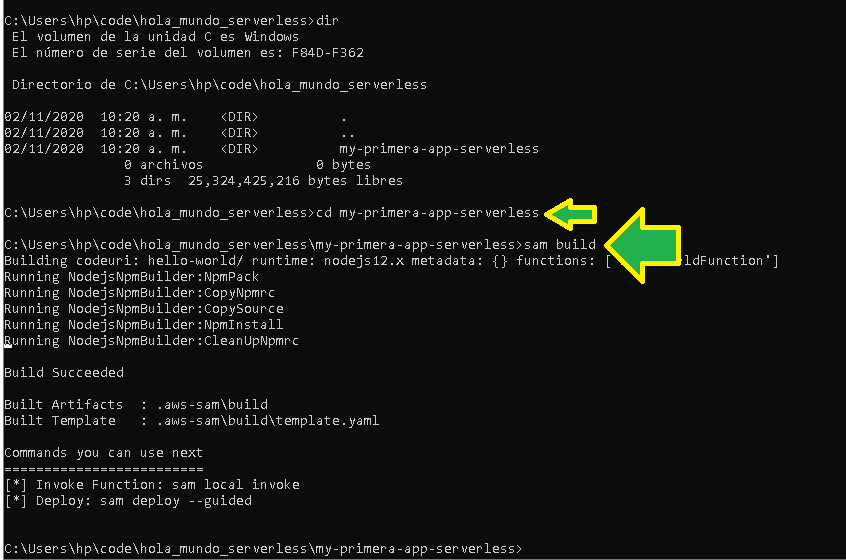 C:\Users\hp\code\hola_mundo_serverless>dir
El volumen de la unidad C es Windows
El número de serie del volumen es: F84D-F362
Directorio de C:\Users\hp\code\hola_mundo_serverless
02/11/2020  10:20 a. m.    <DIR>          .
02/11/2020  10:20 a. m.    <DIR>          ..
02/11/2020  10:20 a. m.    <DIR>          my-primera-app-serverless
0 archivos              0 bytes
3 dirs  25,324,425,216 bytes libres
C:\Users\hp\code\hola_mundo_serverless>cd my-primera-app-serverless
C:\Users\hp\code\hola_mundo_serverless\my-primera-app-serverless>sam build
Building codeuri: hello-world/ runtime: nodejs12.x metadata: {} functions: [ ldFunction']
Running NodejsNpmBuilder:NpmPack
Running NodejsNpmBuilder:CopyNpmrc
Running NodejsNpmBuilder:CopySource
Running NodejsNpmBuilder:NpmInstall
Running NodejsNpmBuilder:CleanUpNpmrc
Build Succeeded
Built Artifacts  : .aws-sam\build
Built Template   : .aws-sam\build\template.yaml
Commands you can use next
=========================
[*] Invoke Function: sam local invoke
[*] Deploy: sam deploy --guided
C:\Users\hp\code\hola_mundo_serverless\my-primera-app-serverless>